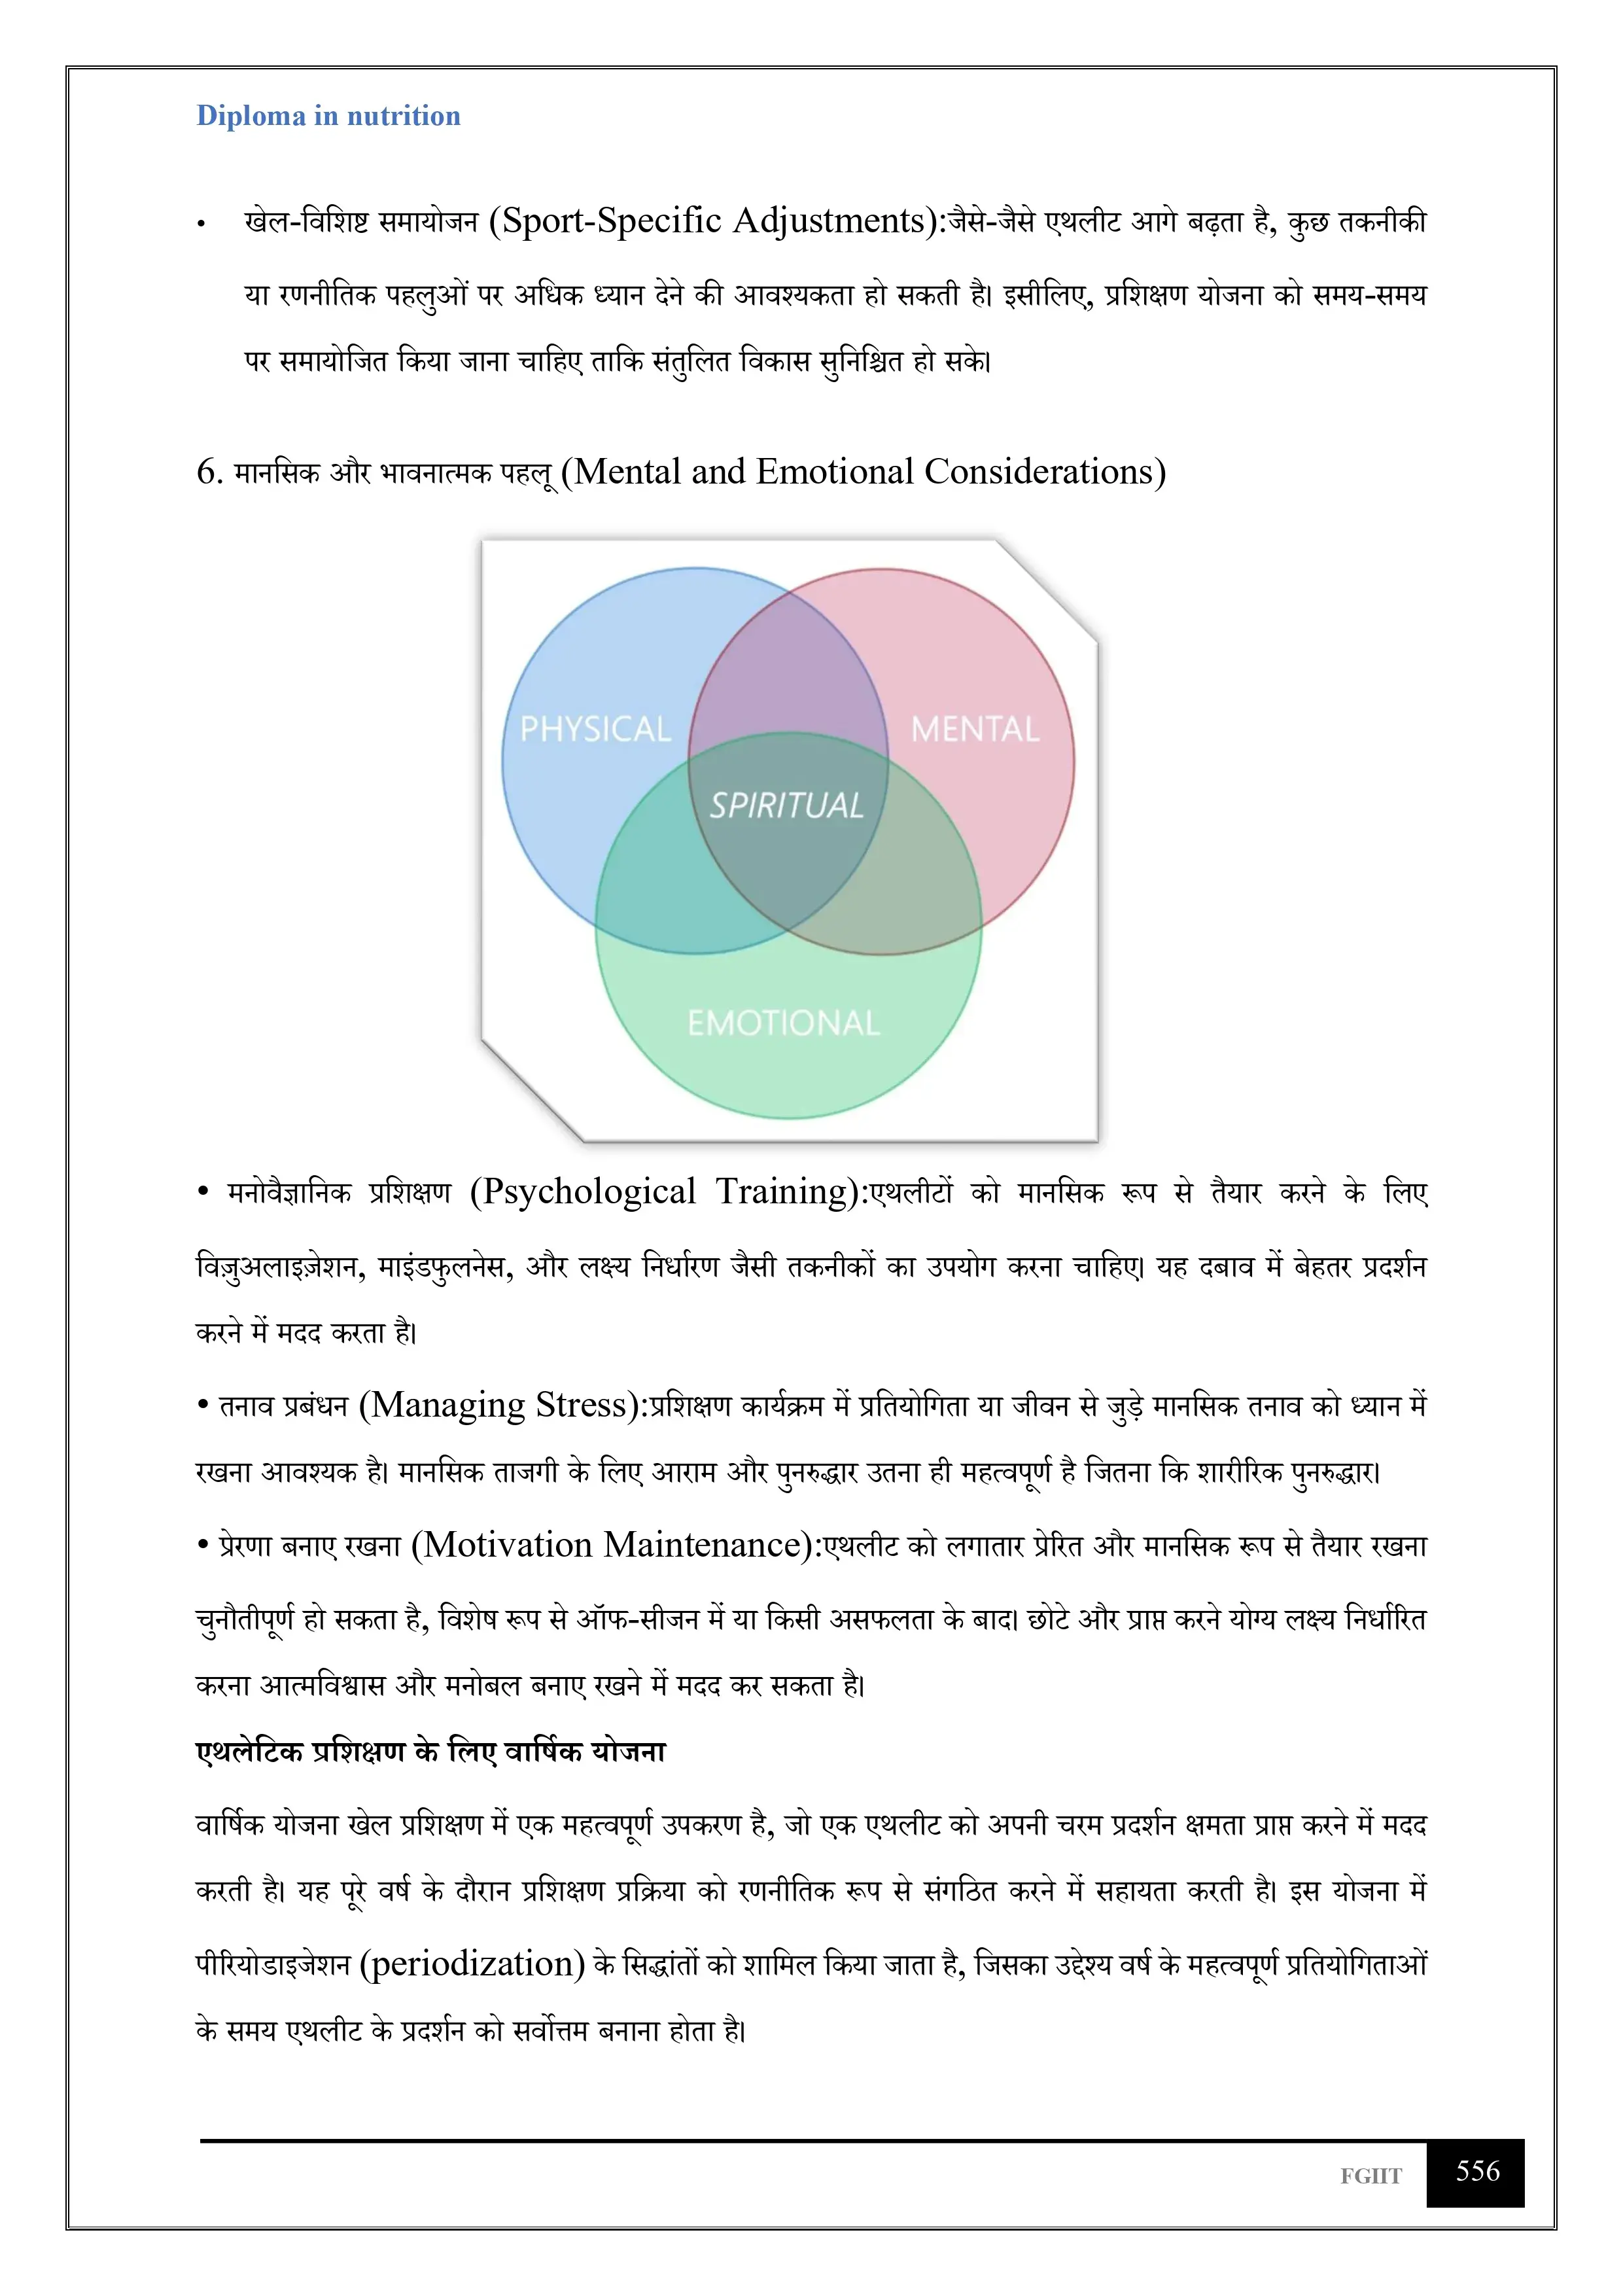 Diploma in nutrition
• खेल-विशिष्ट समायोजन (Sport-Specific Adjustments):जैसे-जैसे एथलीट आगे बढ़ता है, कुछ तकनीकी
या रणनीतिक पहलुओं पर अधिक ध्यान देने की आवश्यकता हो सकती है। इसीलिए, प्रशिक्षण योजना को समय-समय
पर समायोजित किया जाना चाहिए ताकि संतुलित विकास सुनिश्चित हो सके।
6. मानसिक और भावनात्मक पहलू (Mental and Emotional Considerations)
PHYSICAL
MENTAL
SPIRITUAL
EMOTIONAL
• मनोवैज्ञानिक प्रशिक्षण (Psychological Training):एथलीटों को मानसिक रूप से तैयार करने के लिए
विज़ुअलाइज़ेशन, माइंडफुलनेस, और लक्ष्य निर्धारण जैसी तकनीकों का उपयोग करना चाहिए। यह दबाव में बेहतर प्रदर्शन
करने में मदद करता है।
• तनाव प्रबंधन (Managing Stress):प्रशिक्षण कार्यक्रम में प्रतियोगिता या जीवन से जुड़े मानसिक तनाव को ध्यान में
रखना आवश्यक है। मानसिक ताजगी के लिए आराम और पुनरुद्धार उतना ही महत्वपूर्ण है जितना कि शारीरिक पुनरुद्धार।
• प्रेरणा बनाए रखना (Motivation Maintenance):एथलीट को लगातार प्रेरित और मानसिक रूप से तैयार रखना
चुनौतीपूर्ण हो सकता है, विशेष रूप से ऑफ-सीजन में या किसी असफलता के बाद। छोटे और प्राप्त करने योग्य लक्ष्य निर्धारित
करना आत्मविश्वास और मनोबल बनाए रखने में मदद कर सकता है।
एथलेटिक प्रशिक्षण के लिए वार्षिक योजना
वार्षिक योजना खेल प्रशिक्षण में एक महत्वपूर्ण उपकरण है, जो एक एथलीट को अपनी चरम प्रदर्शन क्षमता प्राप्त करने में मदद
करती है। यह पूरे वर्ष के दौरान प्रशिक्षण प्रक्रिया को रणनीतिक रूप से संगठित करने में सहायता करती है। इस योजना में
पीरियोडाइजेशन (periodization) के सिद्धांतों को शामिल किया जाता है, जिसका उद्देश्य वर्ष के महत्वपूर्ण प्रतियोगिताओं
के समय एथलीट के प्रदर्शन को सर्वोत्तम बनाना होता है।
FGIIT 556